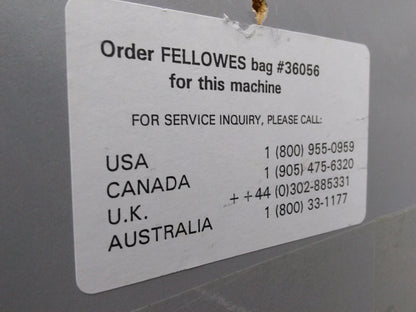 Order FELLOWES bag #36056
for this machine
FOR SERVICE INQUIRY, PLEASE CALL:
USA 1 (800) 955-0959
CANADA 1 (905) 475-6320
U.K. ++44 (0)302-885331
AUSTRALIA 1 (800) 33-1177